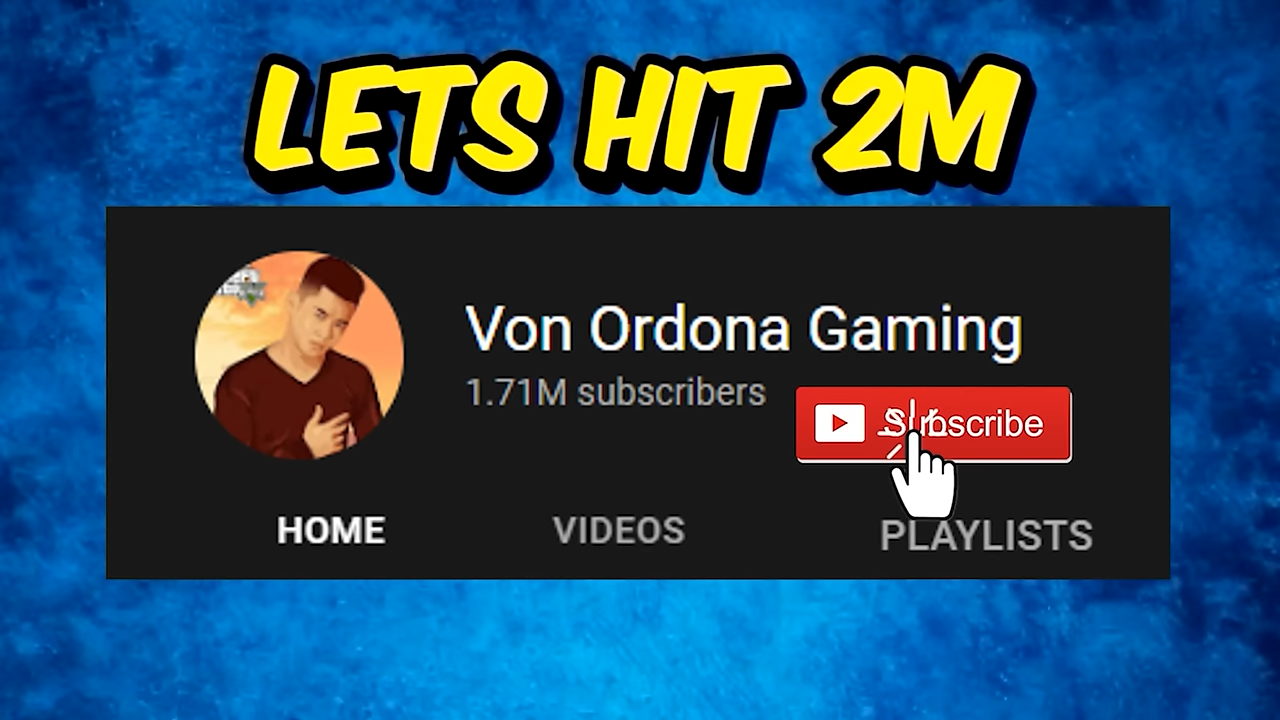 LETS HIT 2M
Von Ordona Gaming
1.71M subscribers
Subscribe
HOME VIDEOS PLAYLISTS